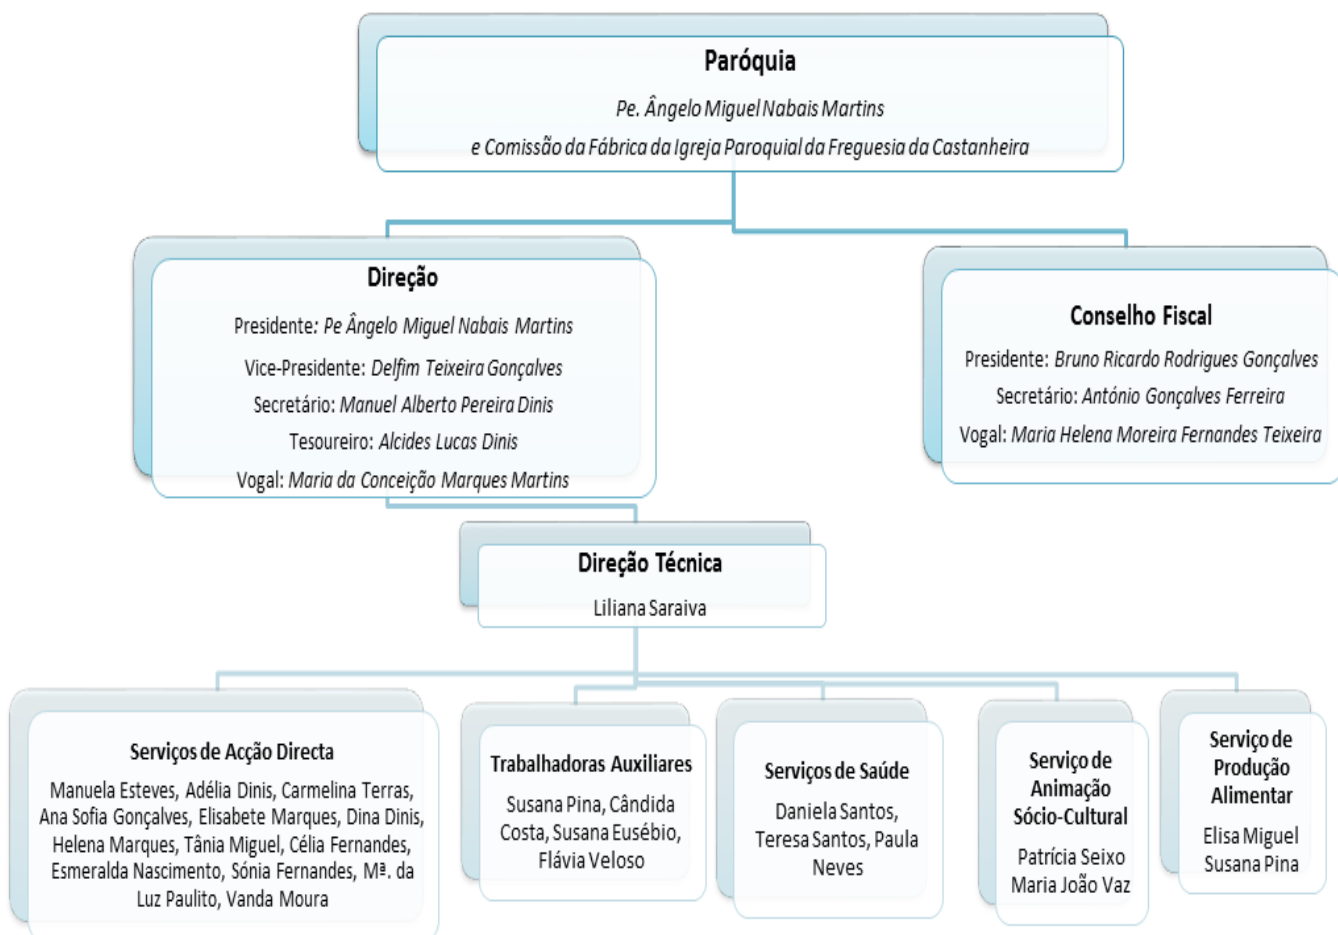 Paróquia
Pe. Ângelo Miguel Nabais Martins
e Comissão da Fábrica da Igreja Paroquial da Freguesia da Castanheira
Direção
Presidente: Pe Ângelo Miguel Nabais Martins
Vice-Presidente: Delfim Teixeira Gonçalves
Secretário: Manuel Alberto Pereira Dinis
Tesoureiro: Alcides Lucas Dinis
Vogal: Maria da Conceição Marques Martins
Conselho Fiscal
Presidente: Bruno Ricardo Rodrigues Gonçalves
Secretário: António Gonçalves Ferreira
Vogal: Maria Helena Moreira Fernandes Teixeira
Direção Técnica
Liliana Saraiva
Serviços de Acção Directa
Manuela Esteves, Adélia Dinis, Carmelina Terras,
Ana Sofia Gonçalves, Elisabete Marques, Dina Dinis,
Helena Marques, Tânia Miguel, Célia Fernandes,
Esmeralda Nascimento, Sónia Fernandes, Mª. da
Luz Paulito, Vanda Moura
Trabalhadoras Auxiliares
Susana Pina, Cândida
Costa, Susana Eusébio,
Flávia Veloso
Serviços de Saúde
Daniela Santos,
Teresa Santos, Paula
Neves
Serviço de
Animação
Sócio-Cultural
Patrícia Seixo
Maria João Vaz
Serviço de
Produção
Alimentar
Elisa Miguel
Susana Pina